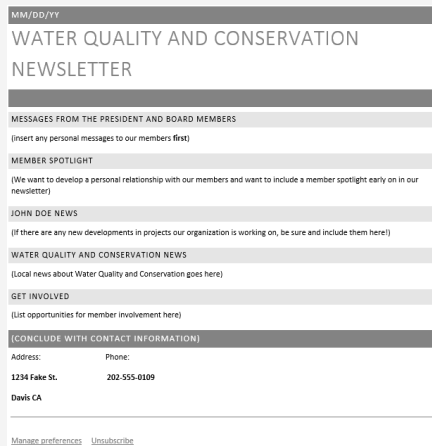 MM/DD/YY
WATER QUALITY AND CONSERVATION
NEWSLETTER
MESSAGES FROM THE PRESIDENT AND BOARD MEMBERS
(insert any personal messages to our members first)
MEMBER SPOTLIGHT
(We want to develop a personal relationship with our members and want to include a member spotlight early on in our
newsletter)
JOHN DOE NEWS
(If there are any new developments in projects our organization is working on, be sure and include them here!)
WATER QUALITY AND CONSERVATION NEWS
(Local news about Water Quality and Conservation goes here)
GET INVOLVED
(List opportunities for member involvement here)
(CONCLUDE WITH CONTACT INFORMATION)
Address: Phone:
1234 Fake St. 202-555-0109
Davis CA
Manage preferences Unsubscribe